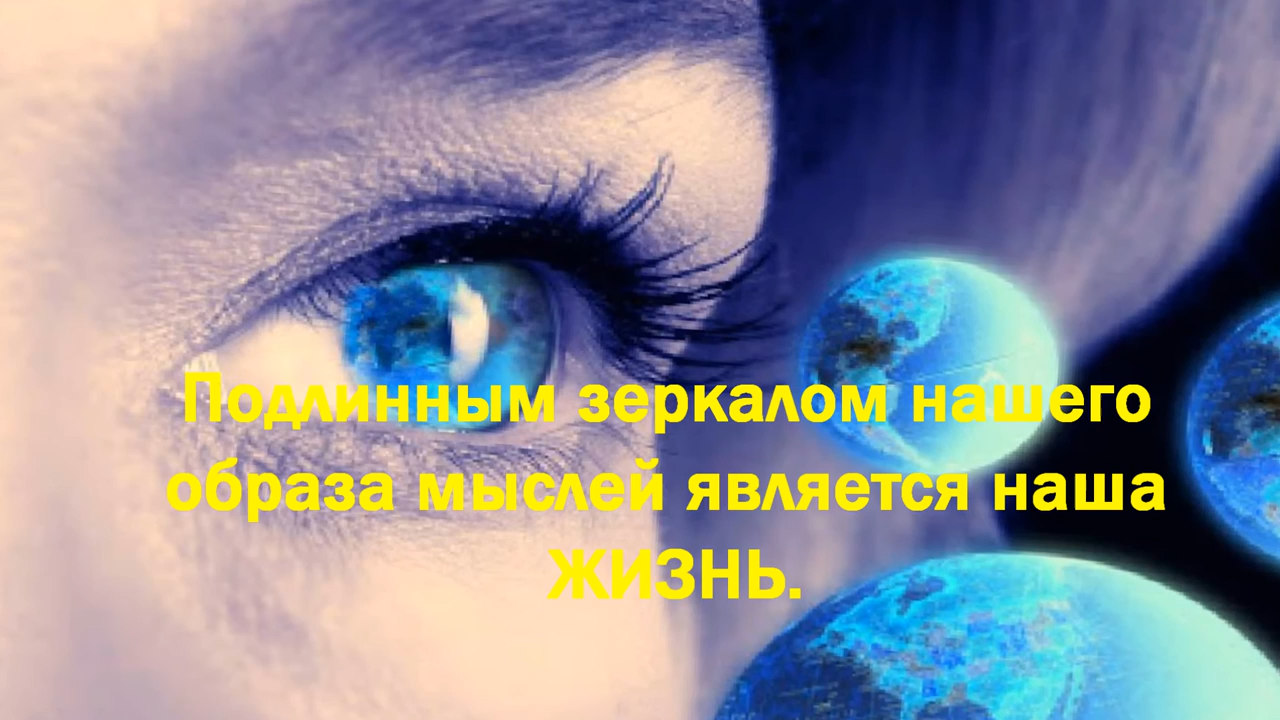 Подлинным зеркалом нашего
образа мыслей является наша
ЖИЗНЬ.